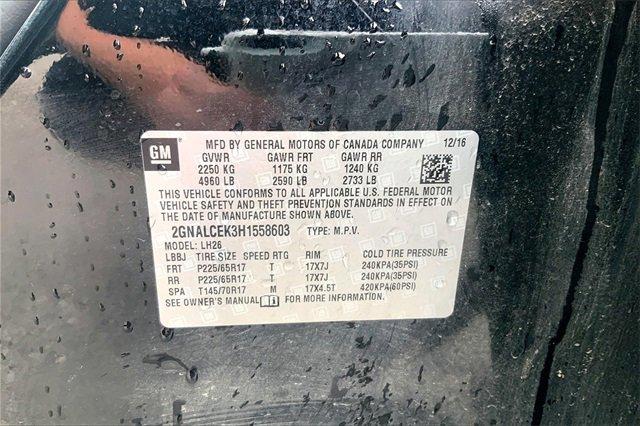 GM
MFD BY GENERAL MOTORS OF CANADA COMPANY 12/16
GVWR GAWR FRT GAWR RR
2250 KG 1175 KG 1240 KG
4960 LB 2590 LB 2733 LB
THIS VEHICLE CONFORMS TO ALL APPLICABLE U.S. FEDERAL MOTOR
VEHICLE SAFETY AND THEFT PREVENTION STANDARDS IN EFFECT ON
THE DATE OF MANUFACTURE SHOWN ABOVE.
2GNALCEK3H1558603 TYPE: M.P.V.
MODEL: LH26
LBBJ TIRE SIZE SPEED RTG RIM COLD TIRE PRESSURE
FRT P225/65R17 T 17X7J 240KPA(35PSI)
RR P225/65R17 T 17X7J 240KPA(35PSI)
SPA T145/70R17 M 17X4.5T 420KPA(60PSI)
SEE OWNER'S MANUAL FOR MORE INFORMATION.